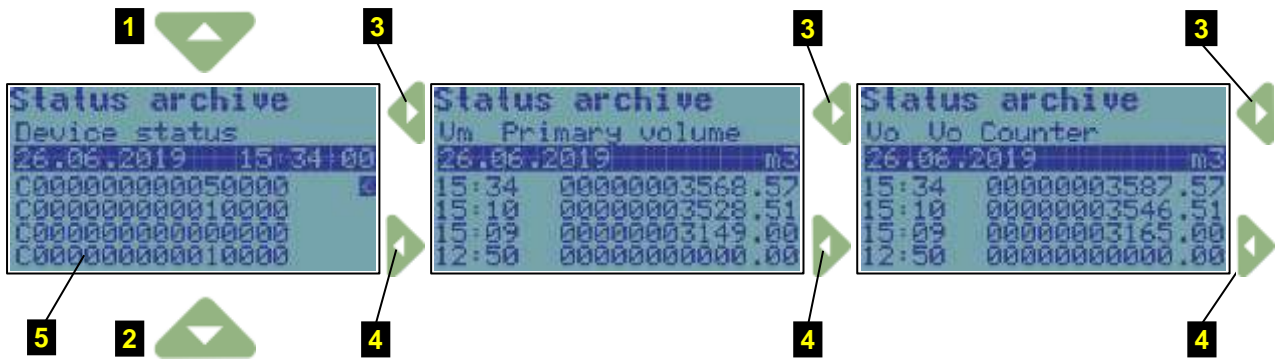 1
3
3
3
Status archive
Device status
26.06.2019 15:34:00
C000000000050000
C000000000010000
C000000000000000
C000000000010000
Status archive
Vm Primary volume
26.06.2019 m3
15:34 00000003568.57
15:10 00000003528.51
15:09 00000003149.00
12:50 00000000000.00
Status archive
Vo Vo Counter
26.06.2019 m3
15:34 00000003587.57
15:10 00000003546.51
15:09 00000003165.00
12:50 00000000000.00
5
2
4
4
4